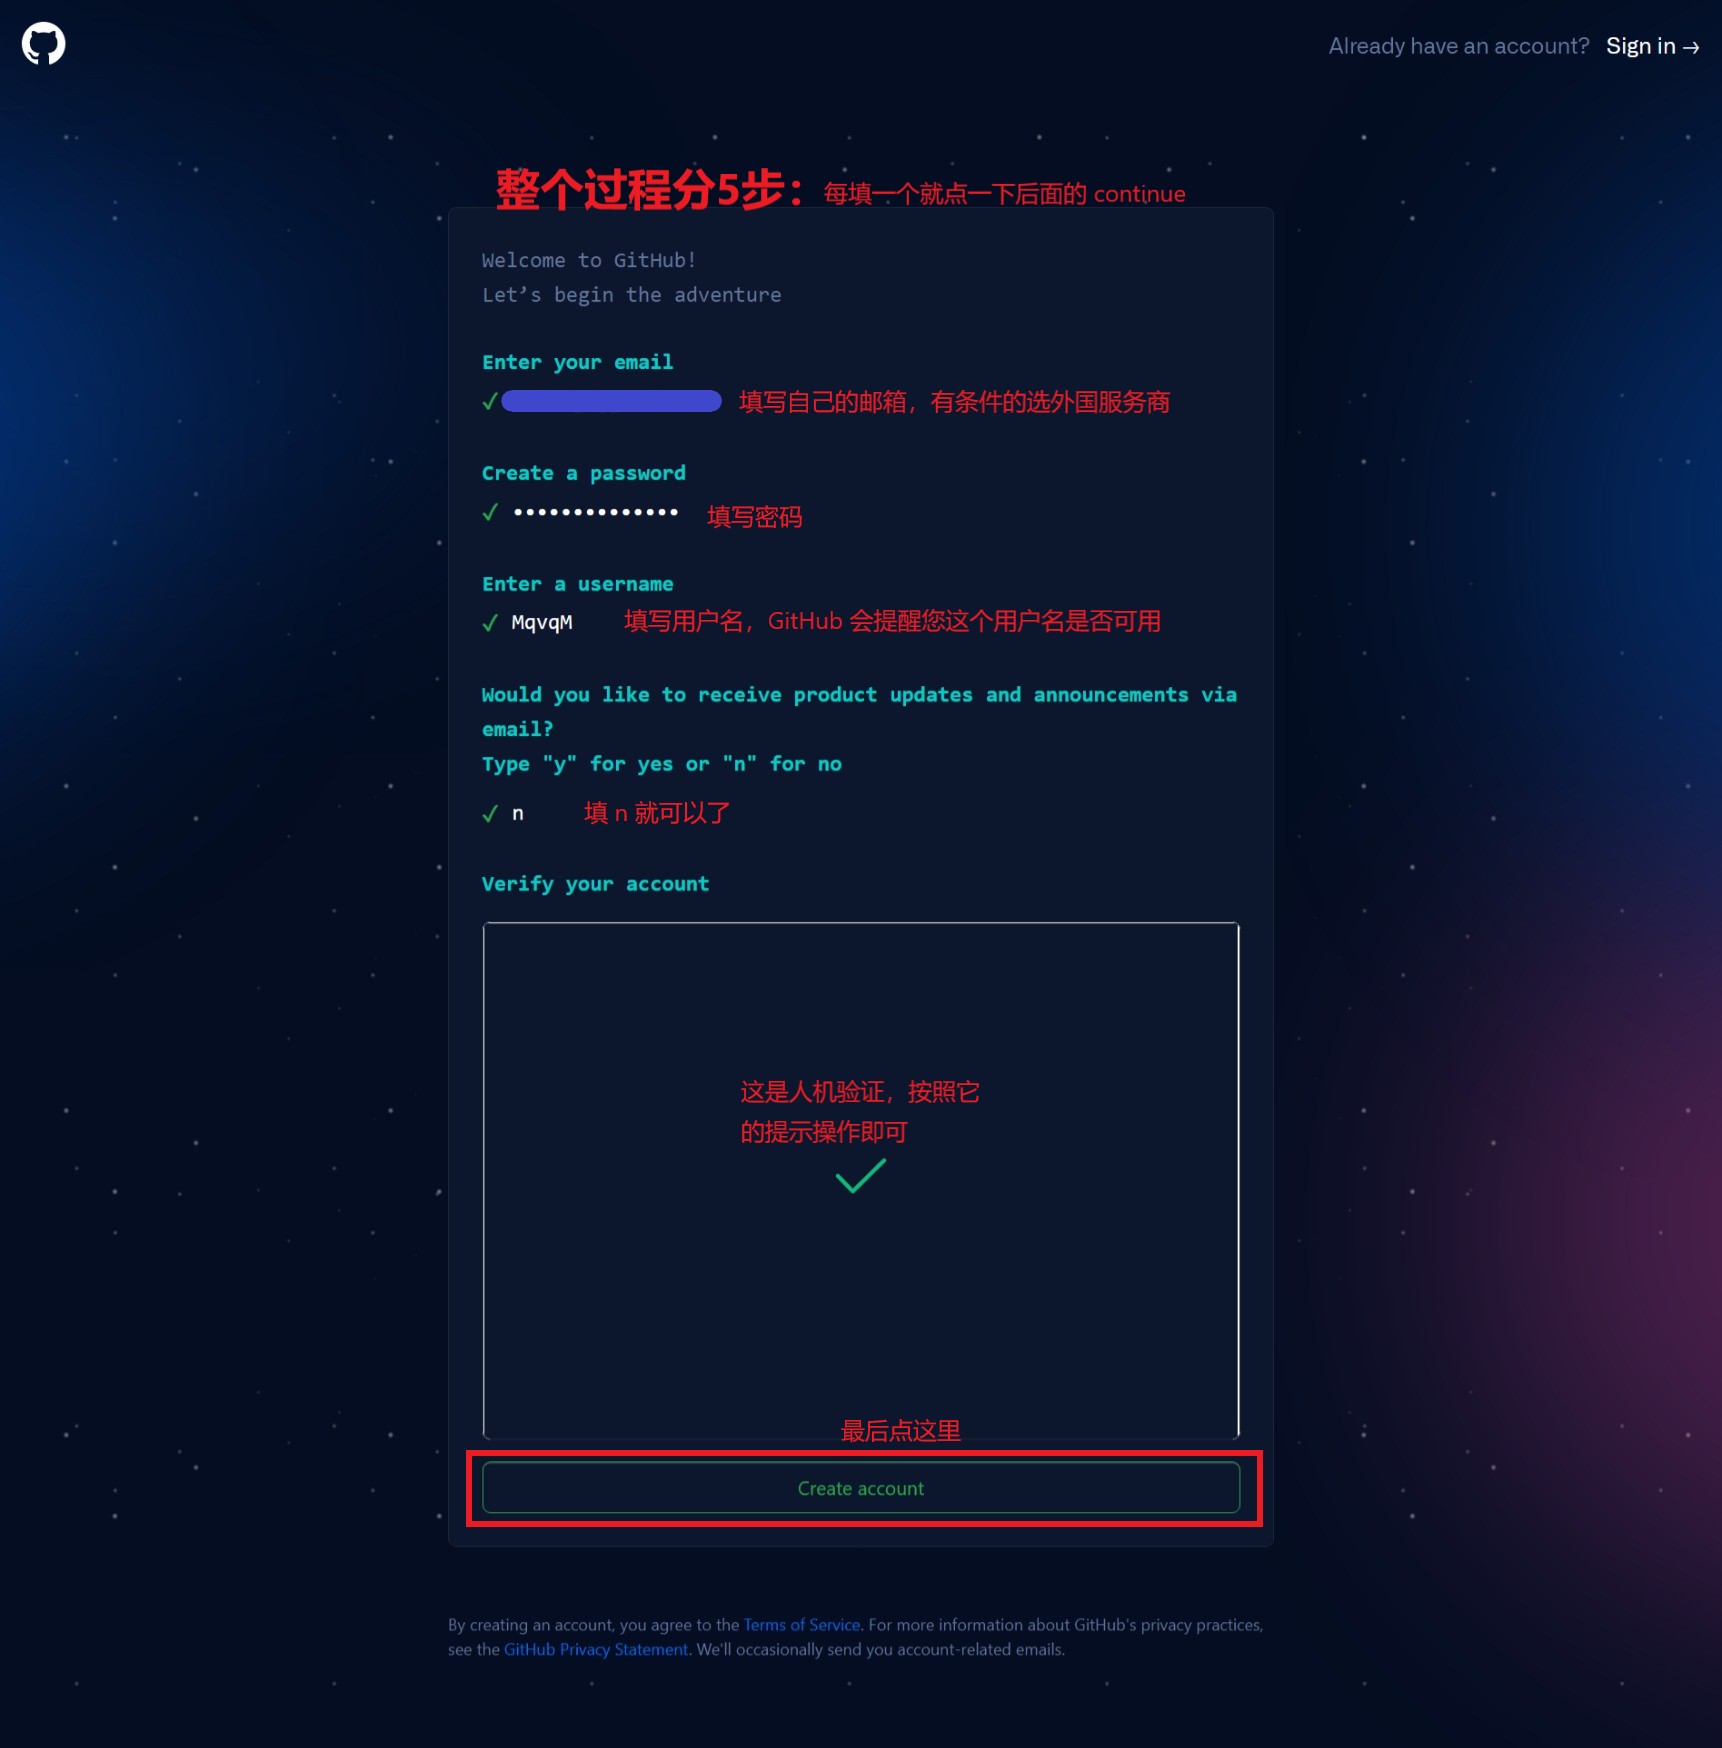 Already have an account? Sign in →
整个过程分5步：每填一个就点一下后面的 continue
Welcome to GitHub!
Let’s begin the adventure
Enter your email
✓ 填写自己的邮箱，有条件的选外国服务商
Create a password
✓ •••••••••••••• 填写密码
Enter a username
✓ MqvqM 填写用户名，GitHub 会提醒您这个用户名是否可用
Would you like to receive product updates and announcements via
email?
Type "y" for yes or "n" for no
✓ n 填 n 就可以了
Verify your account
这是人机验证，按照它
的提示操作即可
最后点这里
Create account
By creating an account, you agree to the Terms of Service. For more information about GitHub's privacy practices,
see the GitHub Privacy Statement. We'll occasionally send you account-related emails.